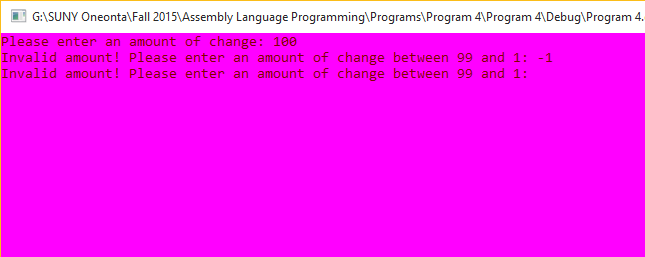 G:\SUNY Oneonta\Fall 2015\Assembly Language Programming\Programs\Program 4\Program 4\Debug\Program 4.
Please enter an amount of change: 100
Invalid amount! Please enter an amount of change between 99 and 1: -1
Invalid amount! Please enter an amount of change between 99 and 1: